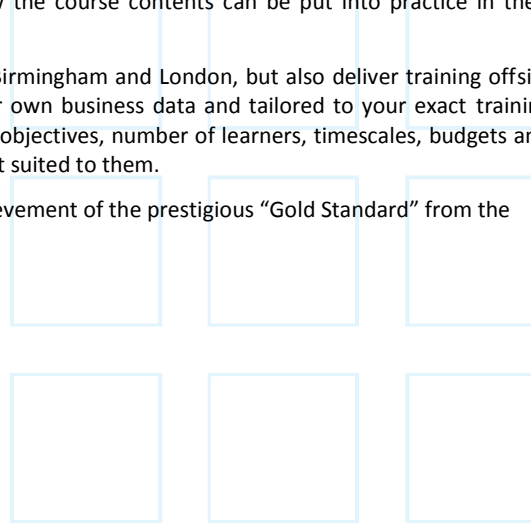 the course contents can be put into practice in the
Birmingham and London, but also deliver training offsi
own business data and tailored to your exact traini
objectives, number of learners, timescales, budgets an
t suited to them.
evement of the prestigious “Gold Standard” from the